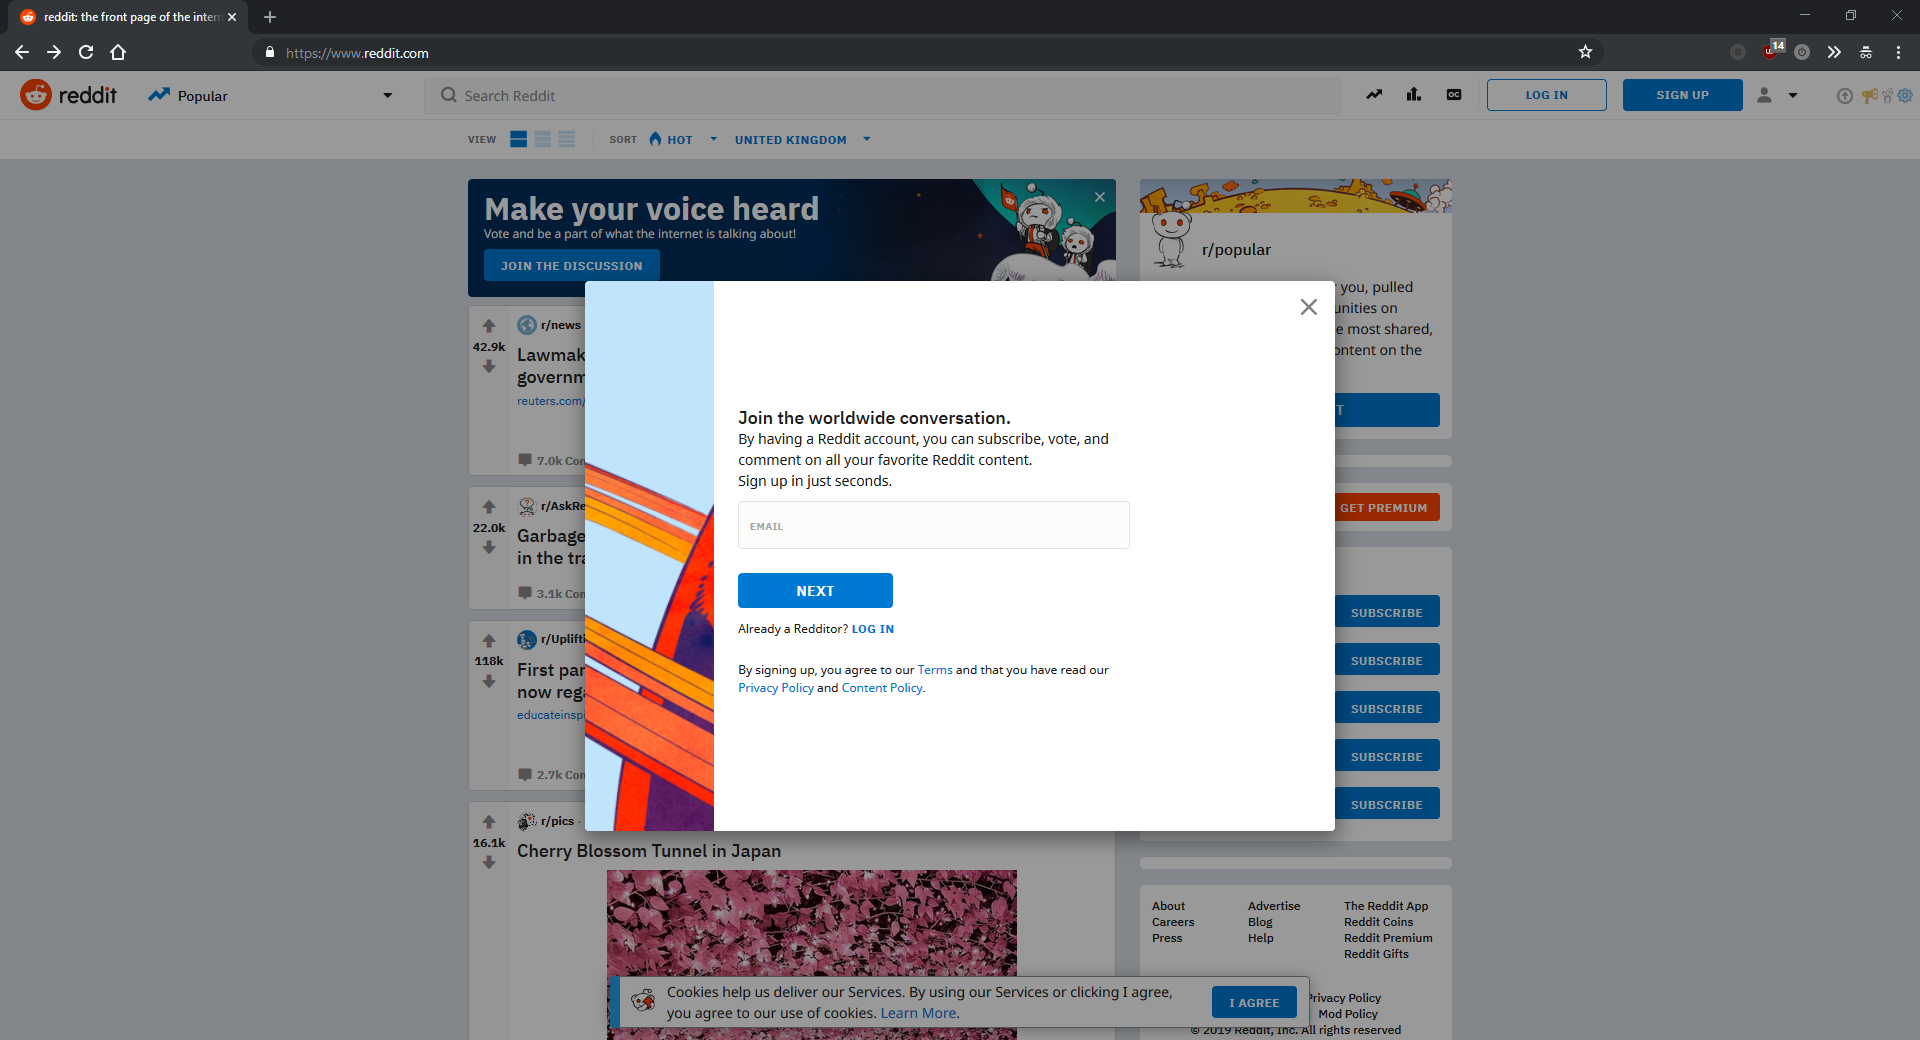 reddit: the front page of the inter
https://www.reddit.com
14
reddit
Popular
Search Reddit
OC
LOG IN
SIGN UP
VIEW
SORT
HOT
UNITED KINGDOM
Make your voice heard
Vote and be a part of what the internet is talking about!
JOIN THE DISCUSSION
r/popular
you, pulled
unities on
e most shared,
ontent on the
T
r/news
42.9k
Lawmak
governm
reuters.com/
7.0k Con
r/AskRe
22.0k
Garbage
in the tra
3.1k Con
r/Uplifti
118k
First par
now rega
educateinspi
2.7k Con
r/pics ·
16.1k
Cherry Blossom Tunnel in Japan
Join the worldwide conversation.
By having a Reddit account, you can subscribe, vote, and
comment on all your favorite Reddit content.
Sign up in just seconds.
EMAIL
NEXT
Already a Redditor? LOG IN
By signing up, you agree to our Terms and that you have read our
Privacy Policy and Content Policy.
GET PREMIUM
SUBSCRIBE
SUBSCRIBE
SUBSCRIBE
SUBSCRIBE
SUBSCRIBE
About
Careers
Press
Advertise
Blog
Help
The Reddit App
Reddit Coins
Reddit Premium
Reddit Gifts
Privacy Policy
Mod Policy
© 2019 Reddit, Inc. All rights reserved
Cookies help us deliver our Services. By using our Services or clicking I agree,
you agree to our use of cookies. Learn More.
I AGREE